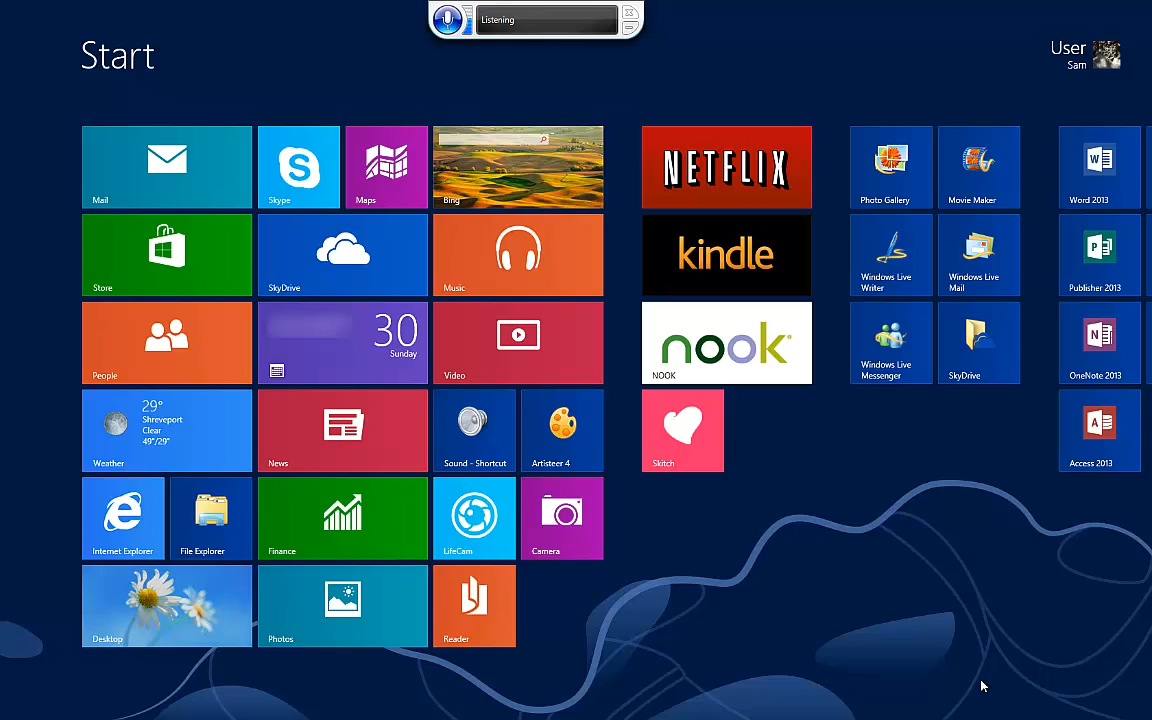 Listening
Start
User
Sam
Mail
Skype
Maps
Bing
NETFLIX
Photo Gallery
Movie Maker
Word 2013
Store
SkyDrive
Music
kindle
Windows Live
Writer
Windows Live
Mail
Publisher 2013
People
30
Sunday
Video
nook
NOOK
Windows Live
Messenger
SkyDrive
OneNote 2013
29°
Shreveport
Clear
49°/29°
Weather
News
Sound - Shortcut
Artisteer 4
Skitch
Access 2013
Internet Explorer
File Explorer
Finance
LifeCam
Camera
Desktop
Photos
Reader